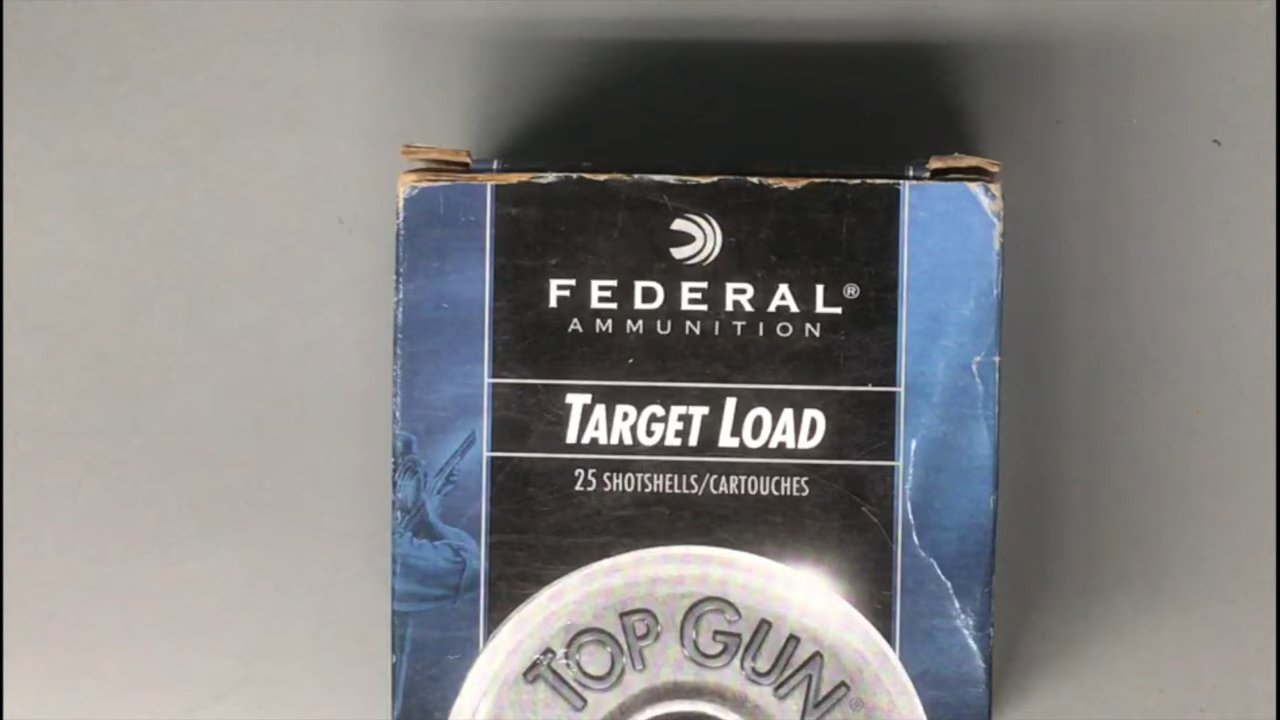 FEDERAL®
AMMUNITION
TARGET LOAD
25 SHOTSHELLS/CARTOUCHES
TOP GUN®